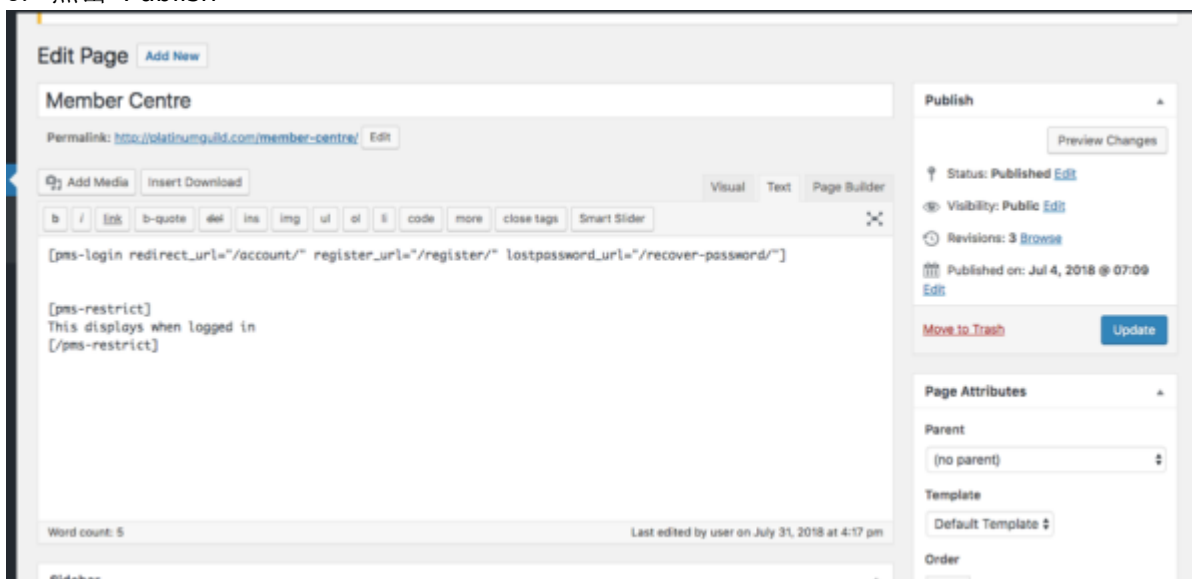 Edit Page Add New
Member Centre
Permalink: http://platinumguild.com/member-centre/ Edit
Add Media Insert Download
Visual Text Page Builder
b i link b-quote del ins img ul ol li code more close tags Smart Slider
[pms-login redirect_url="/account/" register_url="/register/" lostpassword_url="/recover-password/"]
[pms-restrict]
This displays when logged in
[/pms-restrict]
Word count: 5
Last edited by user on July 31, 2018 at 4:17 pm
Publish
Preview Changes
Status: Published Edit
Visibility: Public Edit
Revisions: 3 Browse
Published on: Jul 4, 2018 @ 07:09
Edit
Move to Trash Update
Page Attributes
Parent
(no parent)
Template
Default Template
Order